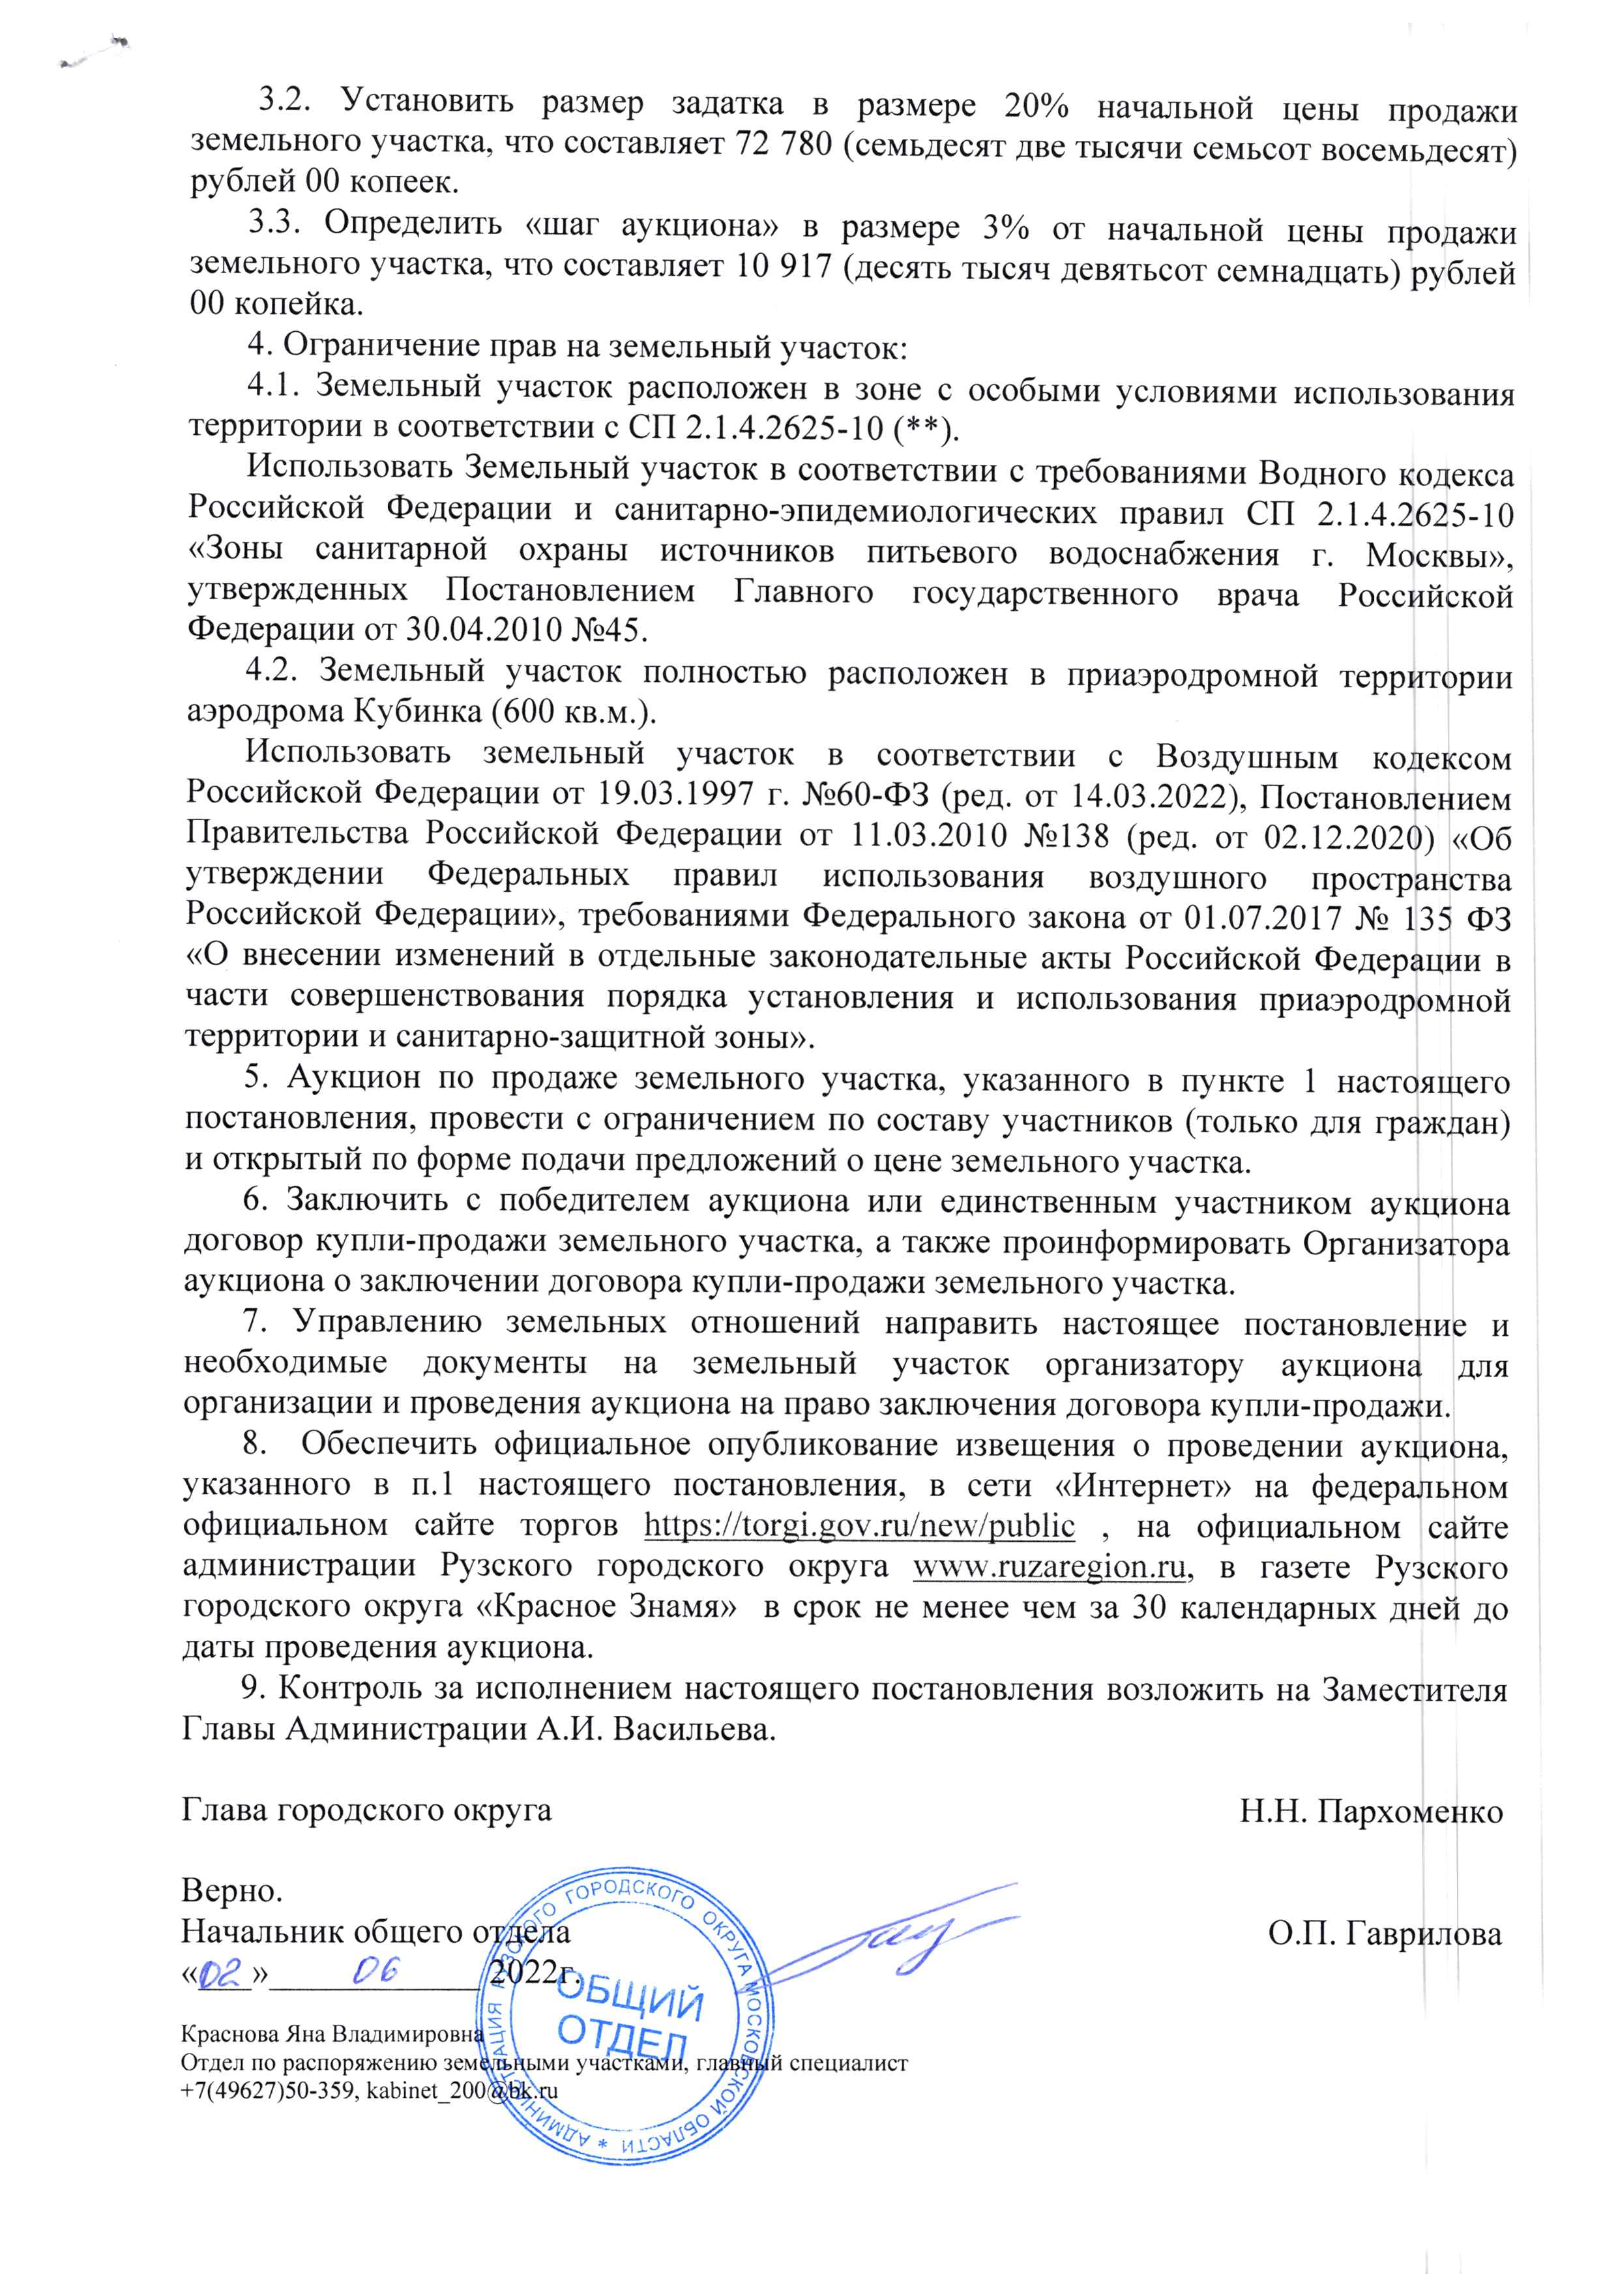 3.2. Установить размер задатка в размере 20% начальной цены продажи
земельного участка, что составляет 72 780 (семьдесят две тысячи семьсот восемьдесят)
рублей 00 копеек.
3.3. Определить «шаг аукциона» в размере 3% от начальной цены продажи
земельного участка, что составляет 10 917 (десять тысяч девятьсот семнадцать) рублей
00 копейка.
4. Ограничение прав на земельный участок:
4.1. Земельный участок расположен в зоне с особыми условиями использования
территории в соответствии с СП 2.1.4.2625-10 (**).
Использовать Земельный участок в соответствии с требованиями Водного кодекса
Российской Федерации и санитарно-эпидемиологических правил СП 2.1.4.2625-10
«Зоны санитарной охраны источников питьевого водоснабжения г. Москвы»,
утвержденных Постановлением Главного государственного врача Российской
Федерации от 30.04.2010 №45.
4.2. Земельный участок полностью расположен в приаэродромной территории
аэродрома Кубинка (600 кв.м.).
Использовать земельный участок в соответствии с Воздушным кодексом
Российской Федерации от 19.03.1997 г. №60-ФЗ (ред. от 14.03.2022), Постановлением
Правительства Российской Федерации от 11.03.2010 №138 (ред. от 02.12.2020) «Об
утверждении Федеральных правил использования воздушного пространства
Российской Федерации», требованиями Федерального закона от 01.07.2017 № 135 ФЗ
«О внесении изменений в отдельные законодательные акты Российской Федерации в
части совершенствования порядка установления и использования приаэродромной
территории и санитарно-защитной зоны».
5. Аукцион по продаже земельного участка, указанного в пункте 1 настоящего
постановления, провести с ограничением по составу участников (только для граждан)
и открытый по форме подачи предложений о цене земельного участка.
6. Заключить с победителем аукциона или единственным участником аукциона
договор купли-продажи земельного участка, а также проинформировать Организатора
аукциона о заключении договора купли-продажи земельного участка.
7. Управлению земельных отношений направить настоящее постановление и
необходимые документы на земельный участок организатору аукциона для
организации и проведения аукциона на право заключения договора купли-продажи.
8. Обеспечить официальное опубликование извещения о проведении аукциона,
указанного в п.1 настоящего постановления, в сети «Интернет» на федеральном
официальном сайте торгов https://torgi.gov.ru/new/public , на официальном сайте
администрации Рузского городского округа www.ruzaregion.ru, в газете Рузского
городского округа «Красное Знамя» в срок не менее чем за 30 календарных дней до
даты проведения аукциона.
9. Контроль за исполнением настоящего постановления возложить на Заместителя
Главы Администрации А.И. Васильева.
Глава городского округа Н.Н. Пархоменко
Верно.
Начальник общего отдела О.П. Гаврилова
«02» 06 2022г.
Краснова Яна Владимировна
Отдел по распоряжению земельными участками, главный специалист
+7(49627)50-359, kabinet_200@bk.ru
АДМИНИСТРАЦИЯ РУЗСКОГО ГОРОДСКОГО ОКРУГА МОСКОВСКОЙ ОБЛАСТИ *
ОБЩИЙ
ОТДЕЛ